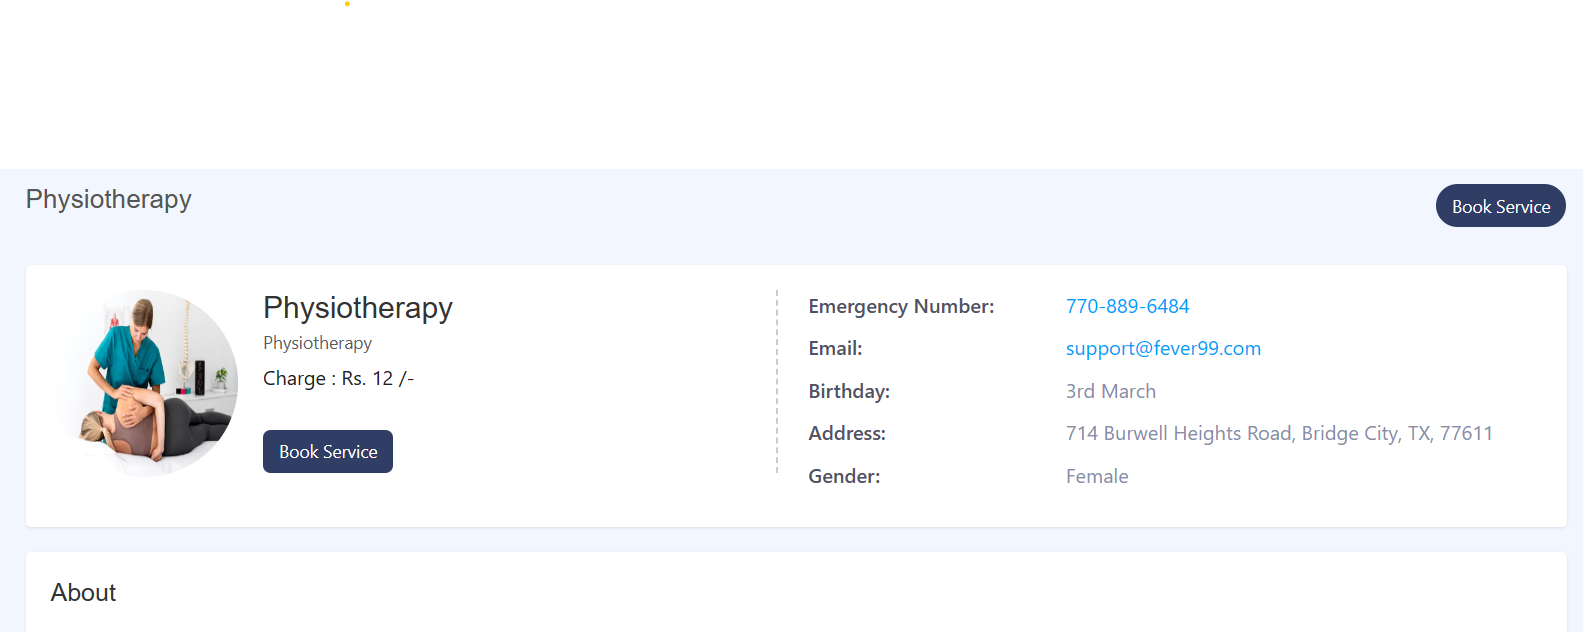 Physiotherapy
Book Service
Physiotherapy
Physiotherapy
Charge : Rs. 12 /-
Book Service
Emergency Number: 770-889-6484
Email: support@fever99.com
Birthday: 3rd March
Address: 714 Burwell Heights Road, Bridge City, TX, 77611
Gender: Female
About